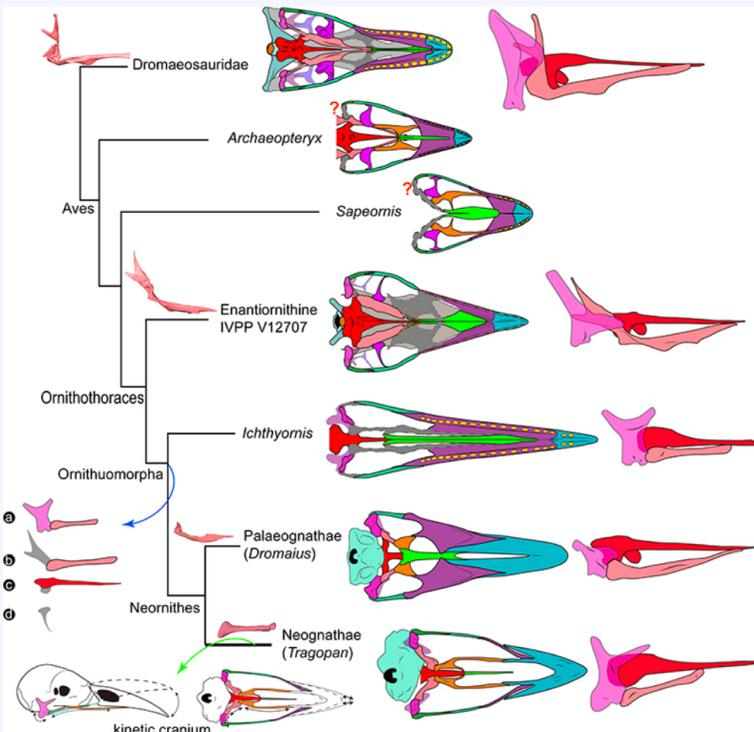 Dromaeosauridae
?
Archaeopteryx
Aves
?
Sapeornis
Enantiornithine
IVPP V12707
Ornithothoraces
Ichthyornis
Ornithuomorpha
a
b
Palaeognathae
(Dromaius)
c
d
Neornithes
Neognathae
(Tragopan)
kinetic cranium